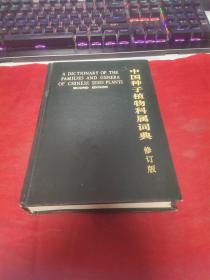 A DICTIONARY OF THE
FAMILIES AND GENERA
OF CHINESE SEED PLANTS
SECOND EDITION
中国种子植物科属词典 修订版